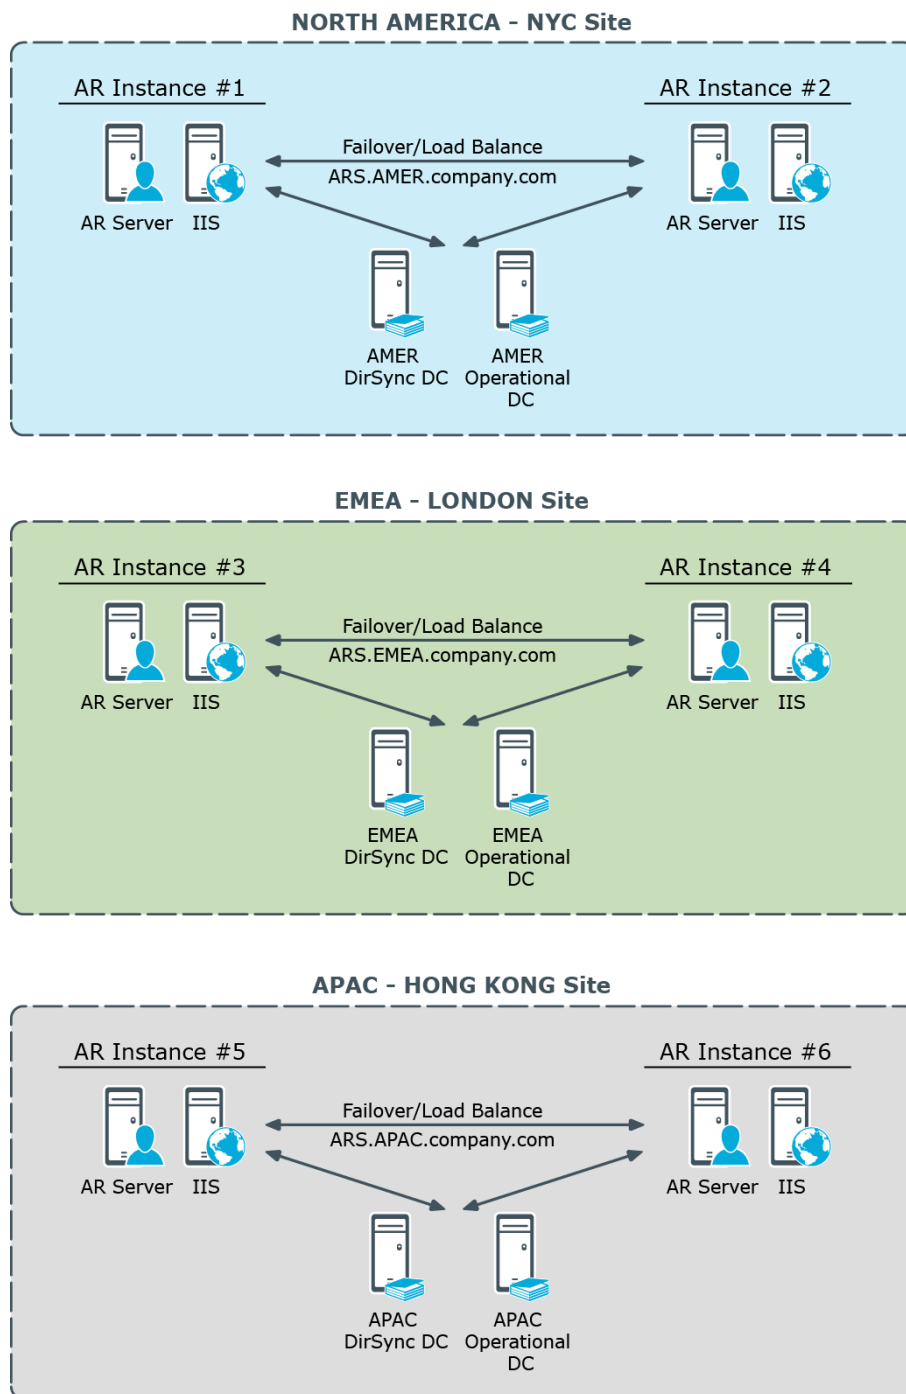 NORTH AMERICA - NYC Site
AR Instance #1
AR Instance #2
Failover/Load Balance
ARS.AMER.company.com
AR Server
IIS
AR Server
IIS
AMER
DirSync DC
AMER
Operational
DC
EMEA - LONDON Site
AR Instance #3
AR Instance #4
Failover/Load Balance
ARS.EMEA.company.com
AR Server
IIS
AR Server
IIS
EMEA
DirSync DC
EMEA
Operational
DC
APAC - HONG KONG Site
AR Instance #5
AR Instance #6
Failover/Load Balance
ARS.APAC.company.com
AR Server
IIS
AR Server
IIS
APAC
DirSync DC
APAC
Operational
DC